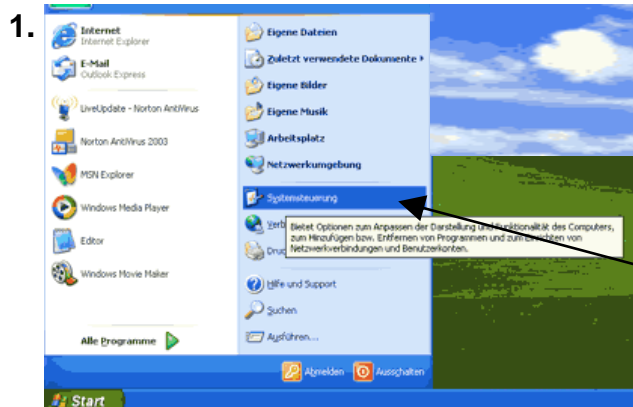 1.
Internet
Internet Explorer
E-Mail
Outlook Express
LiveUpdate - Norton AntiVirus
Norton AntiVirus 2003
MSN Explorer
Windows Media Player
Editor
Windows Movie Maker
Alle Programme
Eigene Dateien
Zuletzt verwendete Dokumente
Eigene Bilder
Eigene Musik
Arbeitsplatz
Netzwerkumgebung
Systemsteuerung
Verb
Bietet Optionen zum Anpassen der Darstellung und Funktionalität des Computers,
zum Hinzufügen bzw. Entfernen von Programmen und zum Einrichten von
Netzwerkverbindungen und Benutzerkonten.
Druc
Hilfe und Support
Suchen
Ausführen...
Abmelden
Ausschalten
Start